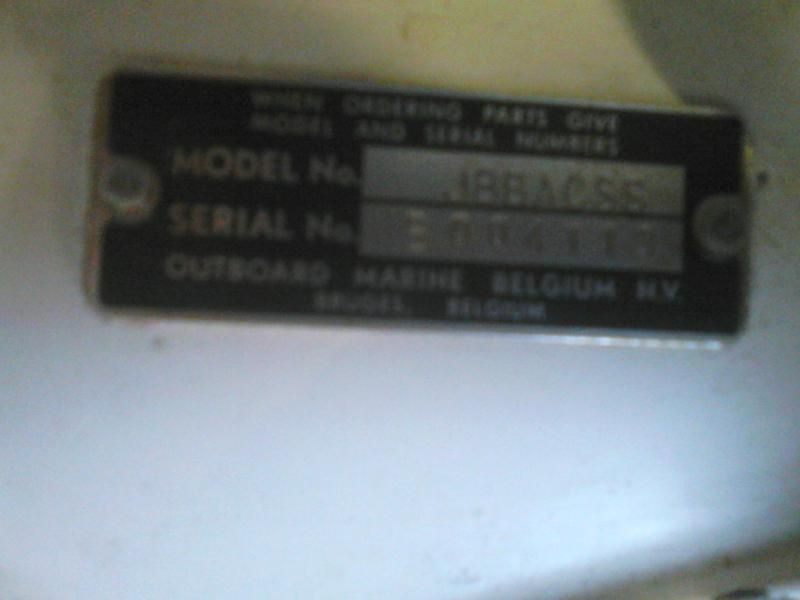 WHEN ORDERING PARTS GIVE
MODEL AND SERIAL NUMBERS
MODEL No.
SERIAL No.
OUTBOARD MARINE BELGIUM N.V.
BRUGES, BELGIUM